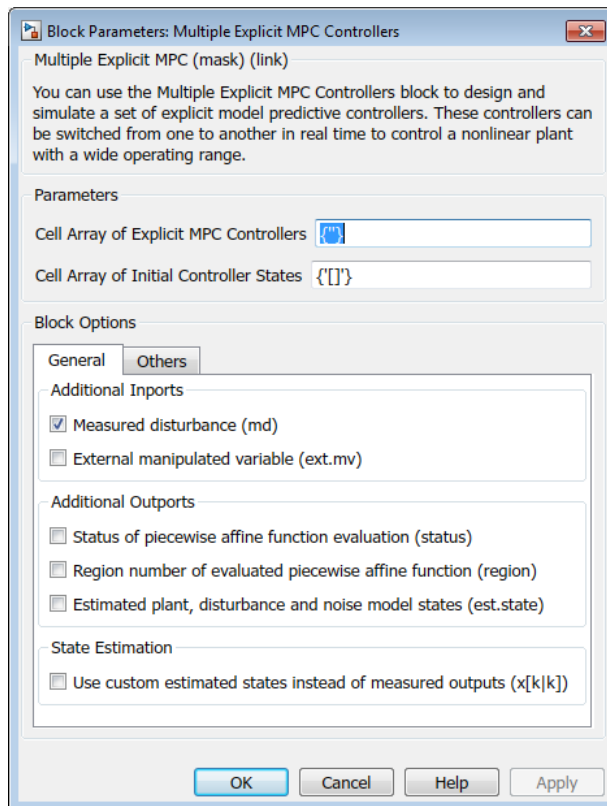 Block Parameters: Multiple Explicit MPC Controllers
Multiple Explicit MPC (mask) (link)
You can use the Multiple Explicit MPC Controllers block to design and
simulate a set of explicit model predictive controllers. These controllers can
be switched from one to another in real time to control a nonlinear plant
with a wide operating range.
Parameters
Cell Array of Explicit MPC Controllers {''}
Cell Array of Initial Controller States {'[]'}
Block Options
General Others
Additional Inports
Measured disturbance (md)
External manipulated variable (ext.mv)
Additional Outports
Status of piecewise affine function evaluation (status)
Region number of evaluated piecewise affine function (region)
Estimated plant, disturbance and noise model states (est.state)
State Estimation
Use custom estimated states instead of measured outputs (x[k|k])
OK Cancel Help Apply